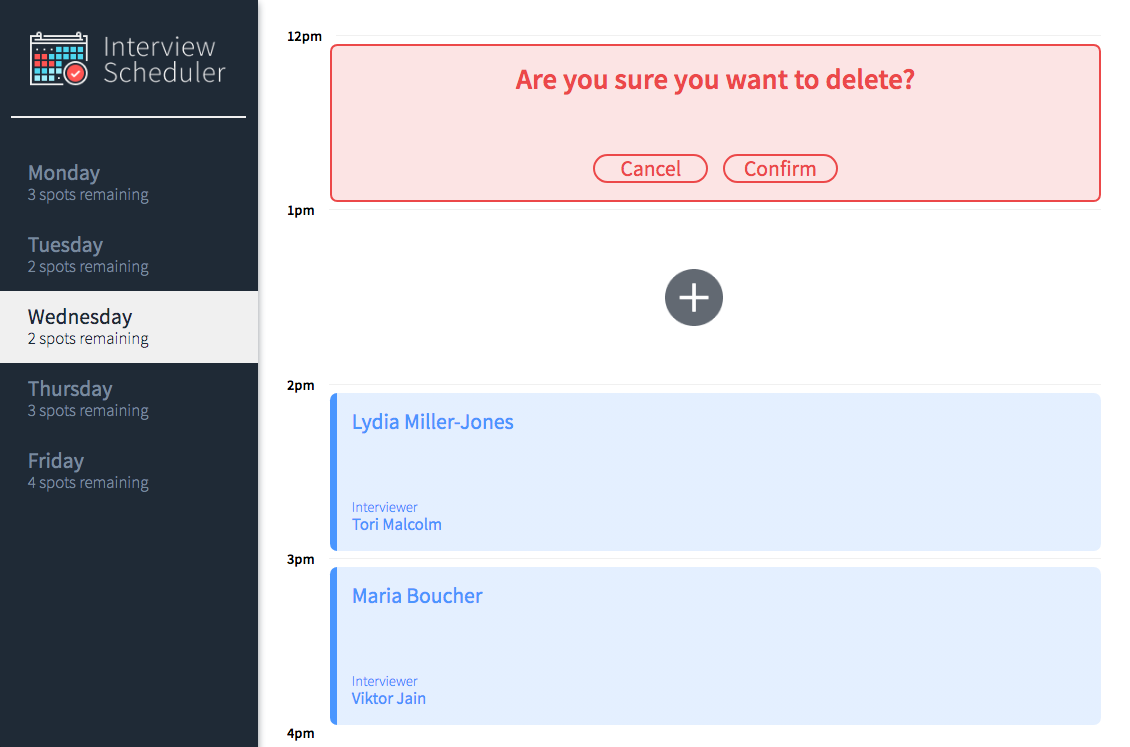 Interview
Scheduler
Monday
3 spots remaining
Tuesday
2 spots remaining
Wednesday
2 spots remaining
Thursday
3 spots remaining
Friday
4 spots remaining
12pm
Are you sure you want to delete?
Cancel Confirm
1pm
2pm
Lydia Miller-Jones
Interviewer
Tori Malcolm
3pm
Maria Boucher
Interviewer
Viktor Jain
4pm